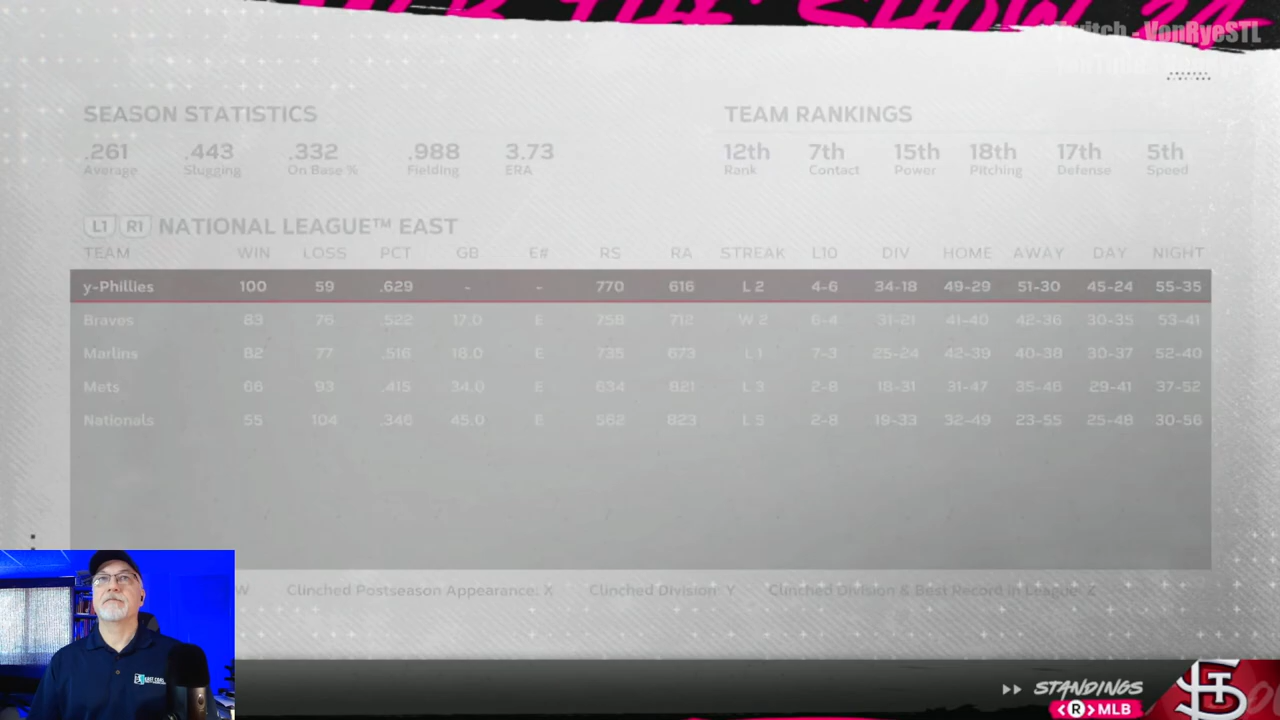 MLB THE SHOW 24
Twitch - VonRyeSTL
SEASON STATISTICS
.261 .443 .332 .988 3.73
Average Slugging On Base % Fielding ERA
TEAM RANKINGS
12th 7th 15th 18th 17th 5th
Rank Contact Power Pitching Defense Speed
L1 R1 NATIONAL LEAGUE™ EAST
TEAM WIN LOSS PCT GB E# RS RA STREAK L10 DIV HOME AWAY DAY NIGHT
y-Phillies 100 59 .629 - - 770 616 L 2 4-6 34-18 49-29 51-30 45-24 55-35
Braves 83 76 .522 17.0 E 758 712 W 2 6-4 31-21 41-40 42-36 30-35 53-41
Marlins 82 77 .516 18.0 E 735 673 L 1 7-3 25-24 42-39 40-38 30-37 52-40
Mets 66 93 .415 34.0 E 634 821 L 3 2-8 18-31 31-47 35-46 29-41 37-52
Nationals 55 104 .346 45.0 E 562 823 L 5 2-8 19-33 32-49 23-55 25-48 30-56
W Clinched Postseason Appearance: X Clinched Division: Y Clinched Division & Best Record in League: Z
STANDINGS
<R> MLB
STL